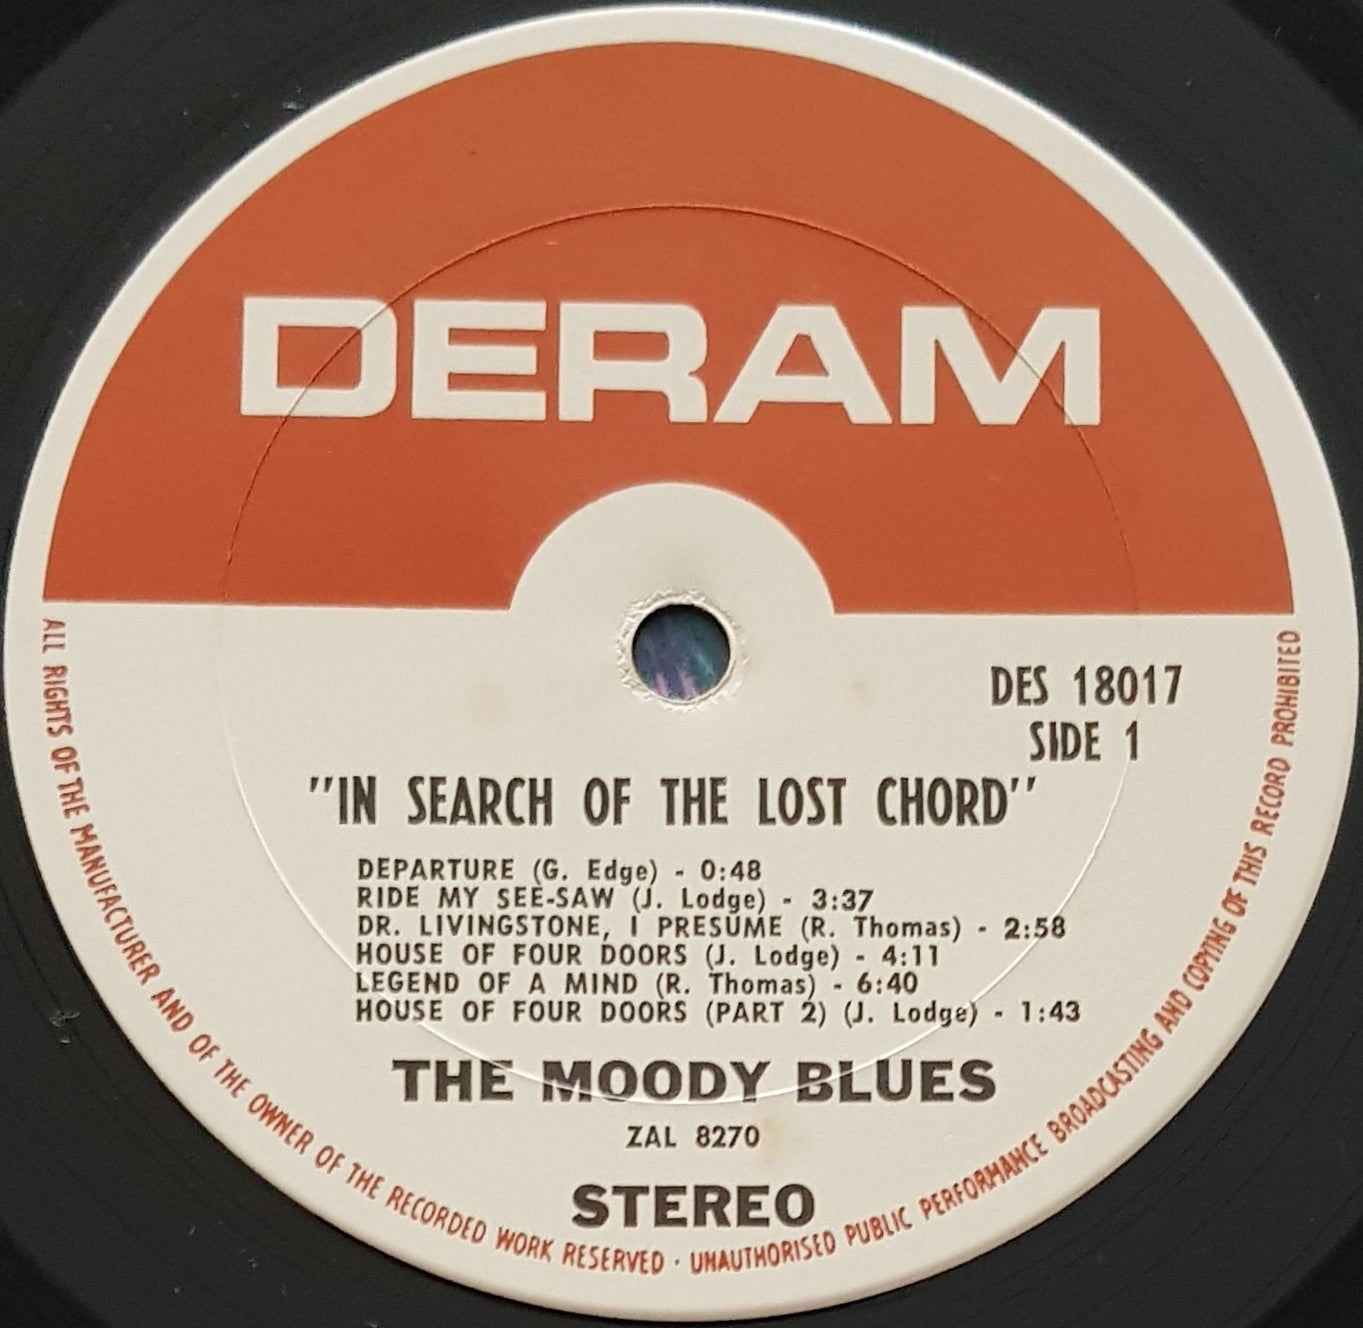 DERAM
DES 18017
SIDE 1
"IN SEARCH OF THE LOST CHORD"
DEPARTURE (G. Edge) - 0:48
RIDE MY SEE-SAW (J. Lodge) - 3:37
DR. LIVINGSTONE, I PRESUME (R. Thomas) - 2:58
HOUSE OF FOUR DOORS (J. Lodge) - 4:11
LEGEND OF A MIND (R. Thomas) - 6:40
HOUSE OF FOUR DOORS (PART 2) (J. Lodge) - 1:43
THE MOODY BLUES
ZAL 8270
STEREO
ALL RIGHTS OF THE MANUFACTURER AND OF THE OWNER OF THE RECORDED WORK RESERVED · UNAUTHORISED PUBLIC PERFORMANCE BROADCASTING AND COPYING OF THIS RECORD PROHIBITED